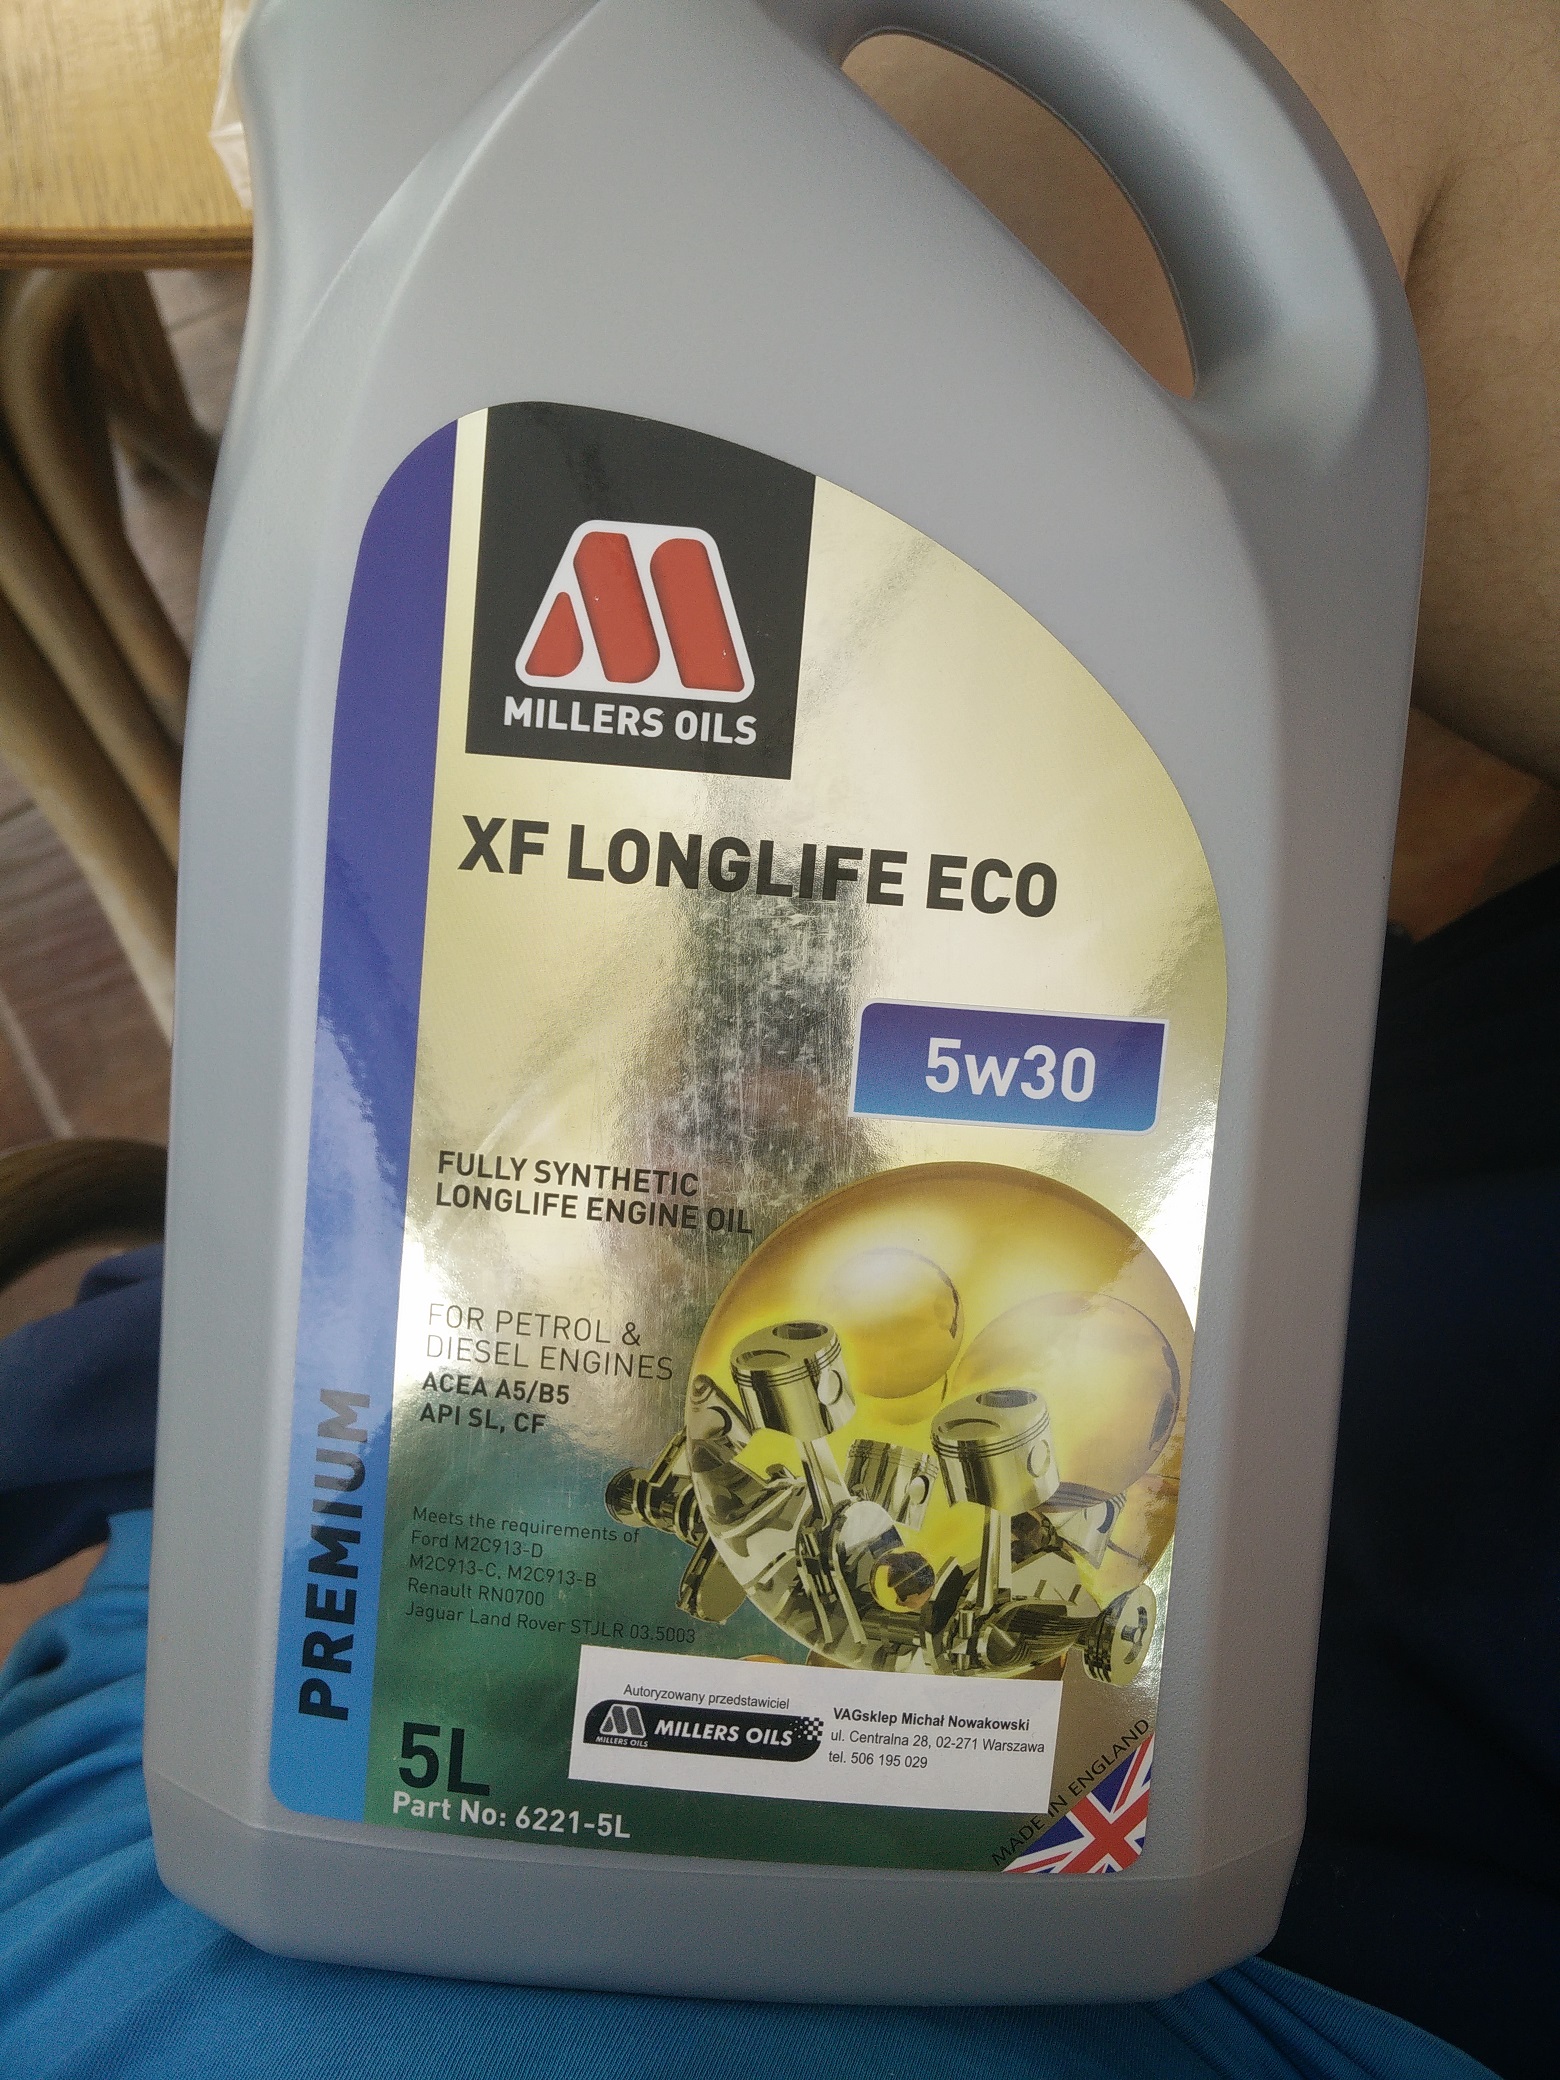 MILLERS OILS
XF LONGLIFE ECO
5w30
FULLY SYNTHETIC
LONGLIFE ENGINE OIL
FOR PETROL &
DIESEL ENGINES
ACEA A5/B5
API SL, CF
Meets the requirements of
Ford M2C913-D
M2C913-C, M2C913-B
Renault RN0700
Jaguar Land Rover STJLR 03.5003
PREMIUM
Autoryzowany przedstawiciel
MILLERS OILS
MILLERS OILS
VAGsklep Michał Nowakowski
ul. Centralna 28, 02-271 Warszawa
tel. 506 195 029
5L
Part No: 6221-5L
MADE IN ENGLAND